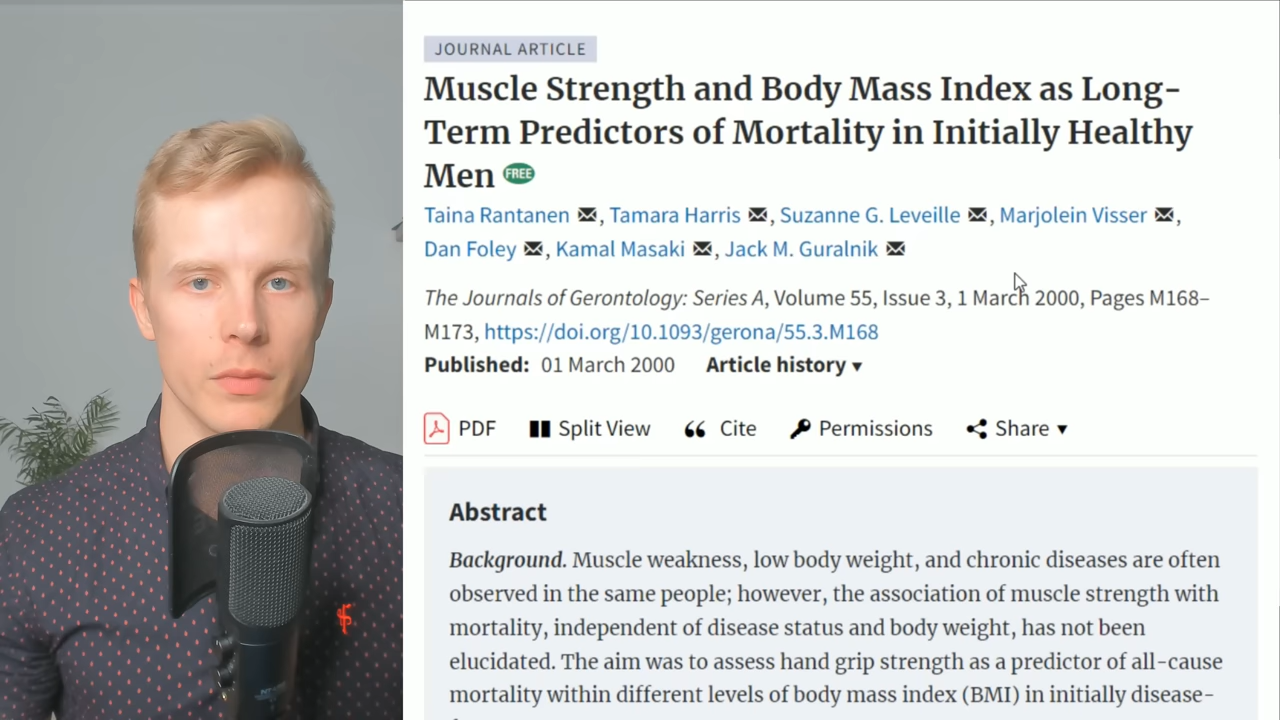 JOURNAL ARTICLE
Muscle Strength and Body Mass Index as Long-
Term Predictors of Mortality in Initially Healthy
Men FREE
Taina Rantanen, Tamara Harris, Suzanne G. Leveille, Marjolein Visser,
Dan Foley, Kamal Masaki, Jack M. Guralnik
The Journals of Gerontology: Series A, Volume 55, Issue 3, 1 March 2000, Pages M168–
M173, https://doi.org/10.1093/gerona/55.3.M168
Published: 01 March 2000 Article history
PDF Split View Cite Permissions Share
Abstract
Background. Muscle weakness, low body weight, and chronic diseases are often
observed in the same people; however, the association of muscle strength with
mortality, independent of disease status and body weight, has not been
elucidated. The aim was to assess hand grip strength as a predictor of all-cause
mortality within different levels of body mass index (BMI) in initially disease-